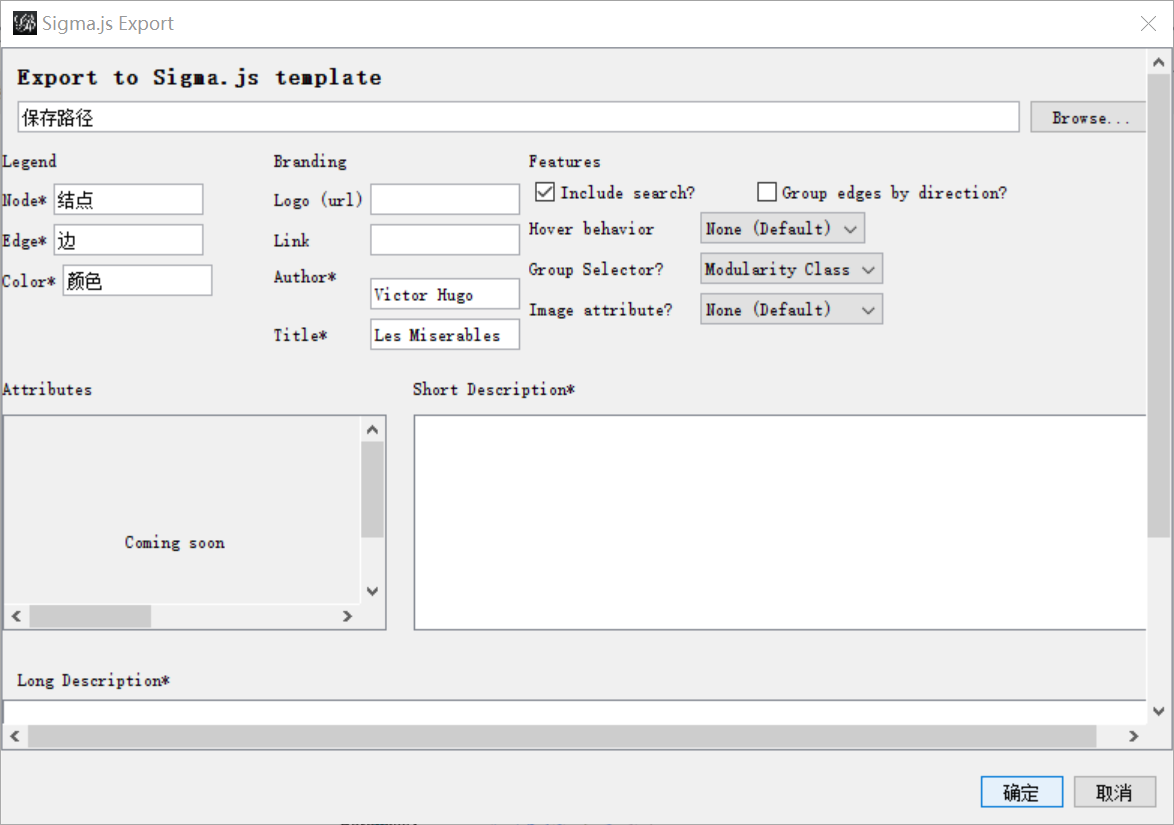 Sigma.js Export
Export to Sigma.js template
保存路径
Browse...
Legend
Node* 结点
Edge* 边
Color* 颜色
Branding
Logo (url)
Link
Author* Victor Hugo
Title* Les Miserables
Features
Include search? Group edges by direction?
Hover behavior None (Default)
Group Selector? Modularity Class
Image attribute? None (Default)
Attributes
Coming soon
Short Description*
Long Description*
确定 取消